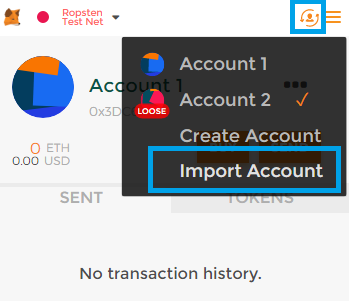 Ropsten
Test Net
Account 1
Account 1
0x3DC
LOOSE
Account 2
Create Account
Import Account
0 ETH
0.00 USD
SENT
TOKENS
No transaction history.